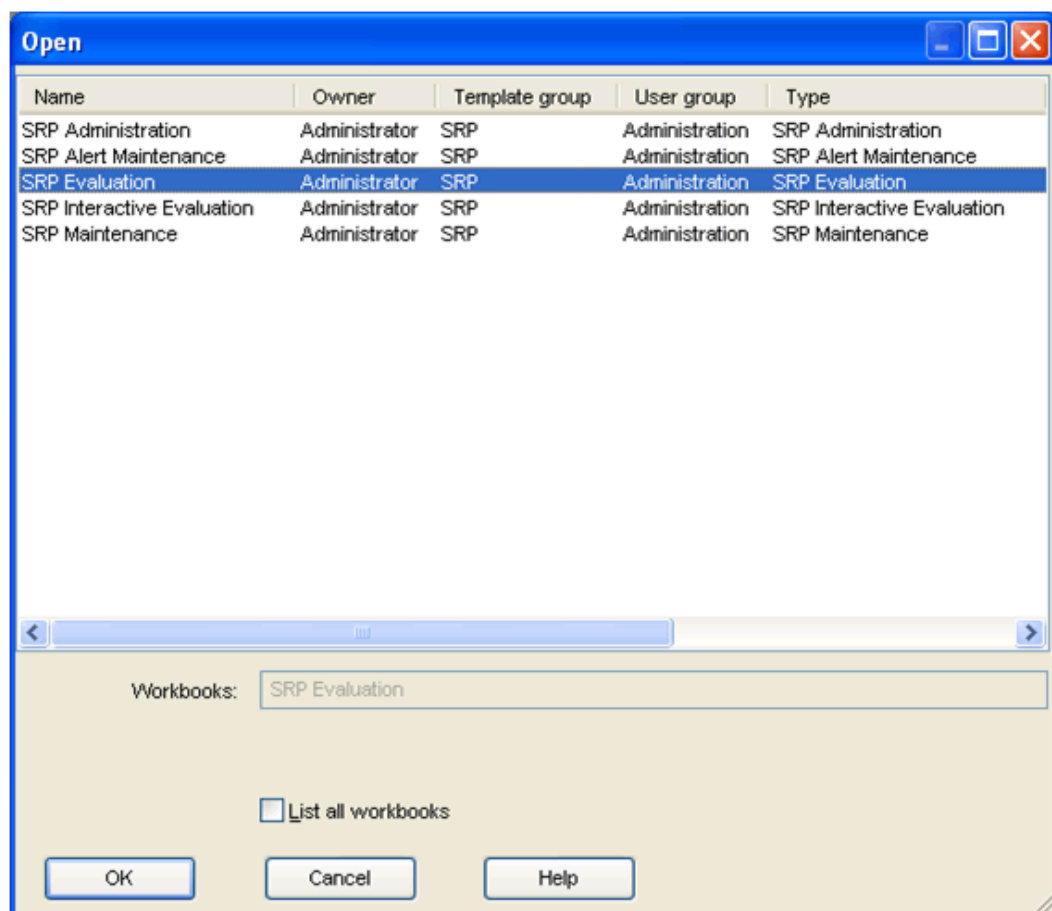 Open
Name Owner Template group User group Type
SRP Administration Administrator SRP Administration SRP Administration
SRP Alert Maintenance Administrator SRP Administration SRP Alert Maintenance
SRP Evaluation Administrator SRP Administration SRP Evaluation
SRP Interactive Evaluation Administrator SRP Administration SRP Interactive Evaluation
SRP Maintenance Administrator SRP Administration SRP Maintenance
Workbooks: SRP Evaluation
List all workbooks
OK Cancel Help